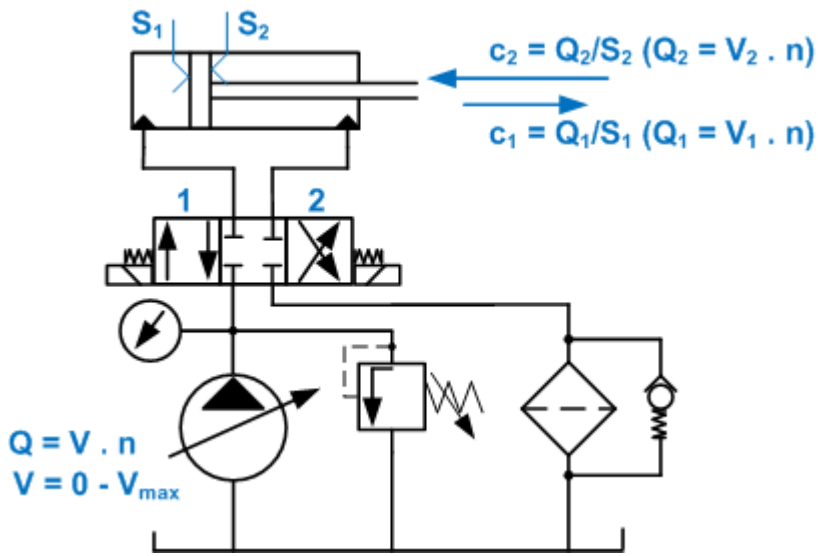 S₁ S₂
c₂ = Q₂/S₂ (Q₂ = V₂ . n)
c₁ = Q₁/S₁ (Q₁ = V₁ . n)
1 2
Q = V . n
V = 0 - Vₘₐₓ